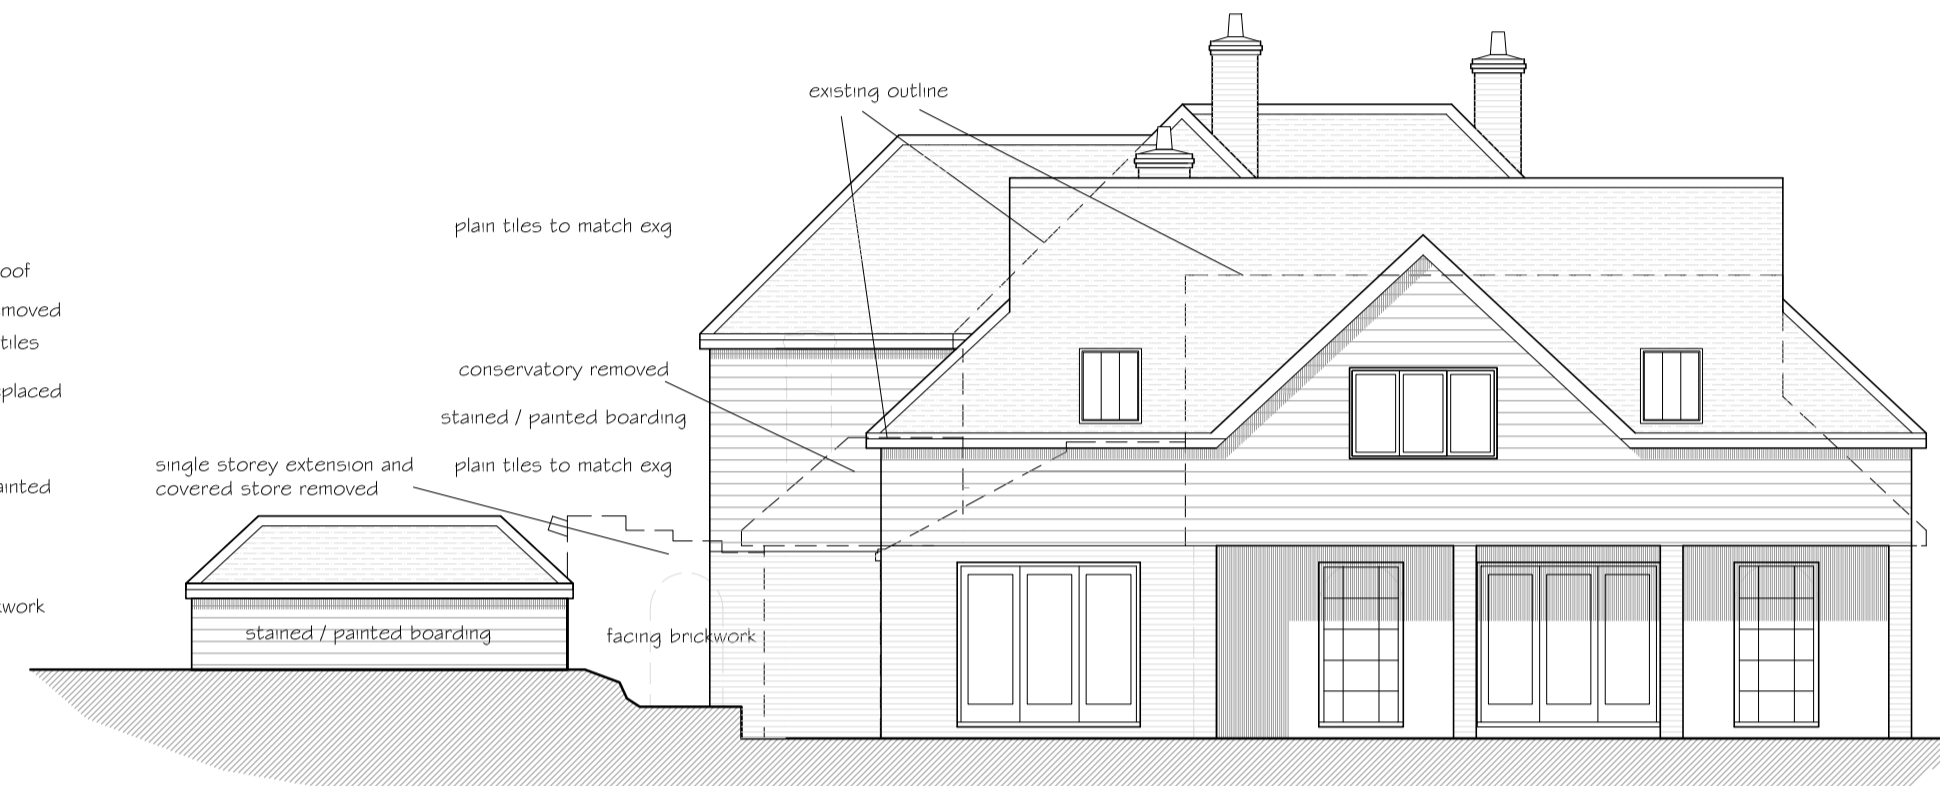 existing outline
plain tiles to match exg
oof
moved
tiles
conservatory removed
placed
stained / painted boarding
single storey extension and
covered store removed
plain tiles to match exg
ainted
work
stained / painted boarding
facing brickwork